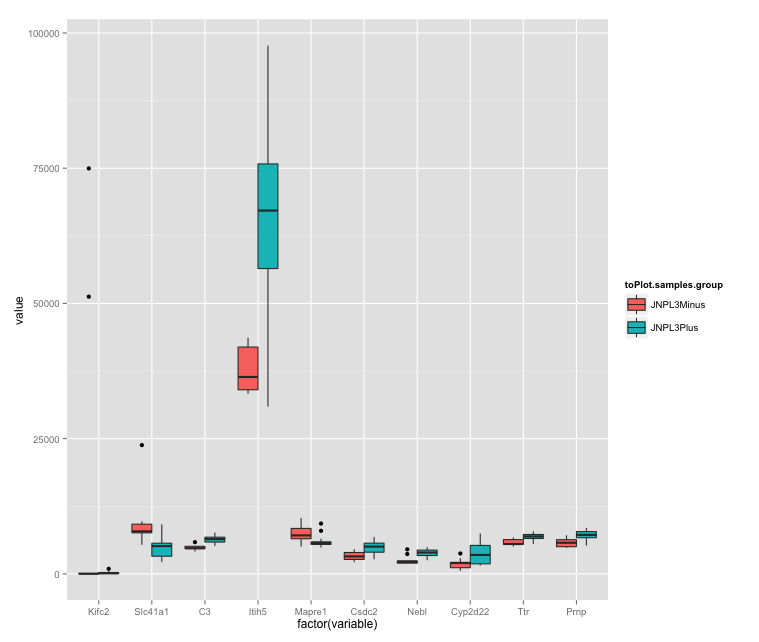 100000
75000
50000
25000
0
value
Kifc2 Slc41a1 C3 Itih5 Mapre1 Csdc2 Nebl Cyp2d22 Ttr Prnp
factor(variable)
toPlot.samples.group
JNPL3Minus
JNPL3Plus